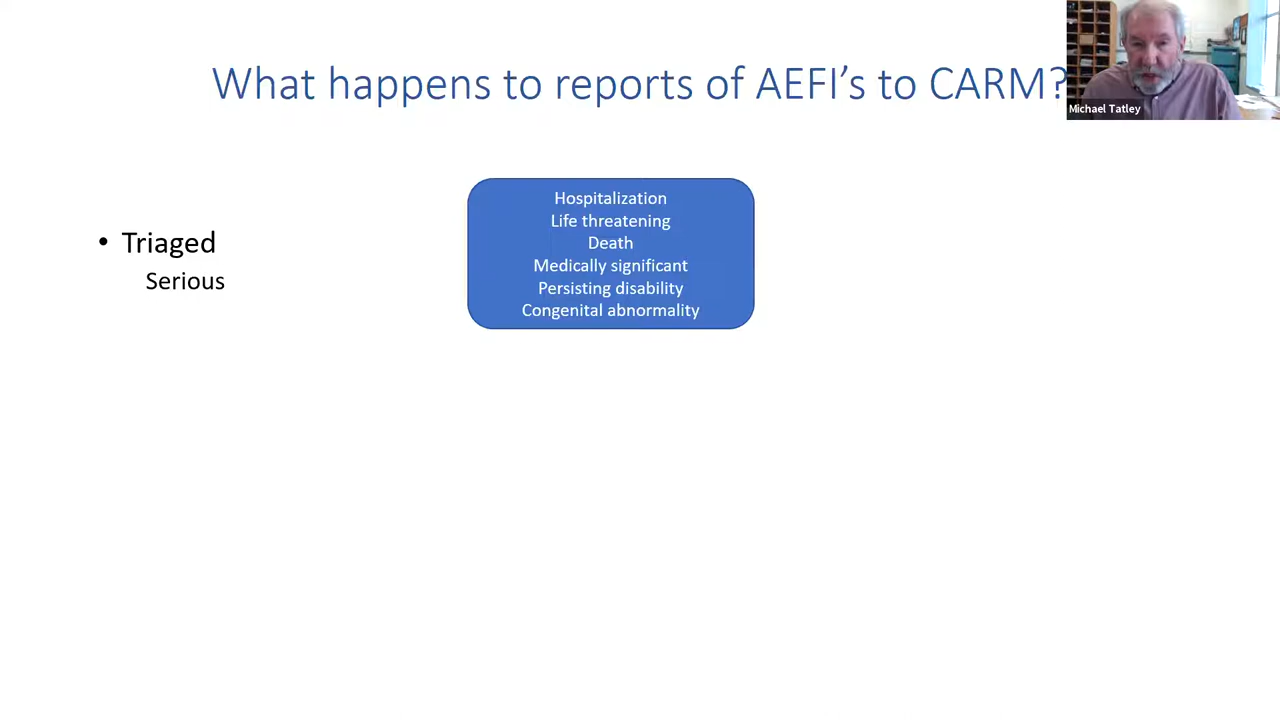 What happens to reports of AEFI's to CARM?
Michael Tatley
• Triaged
Serious
Hospitalization
Life threatening
Death
Medically significant
Persisting disability
Congenital abnormality